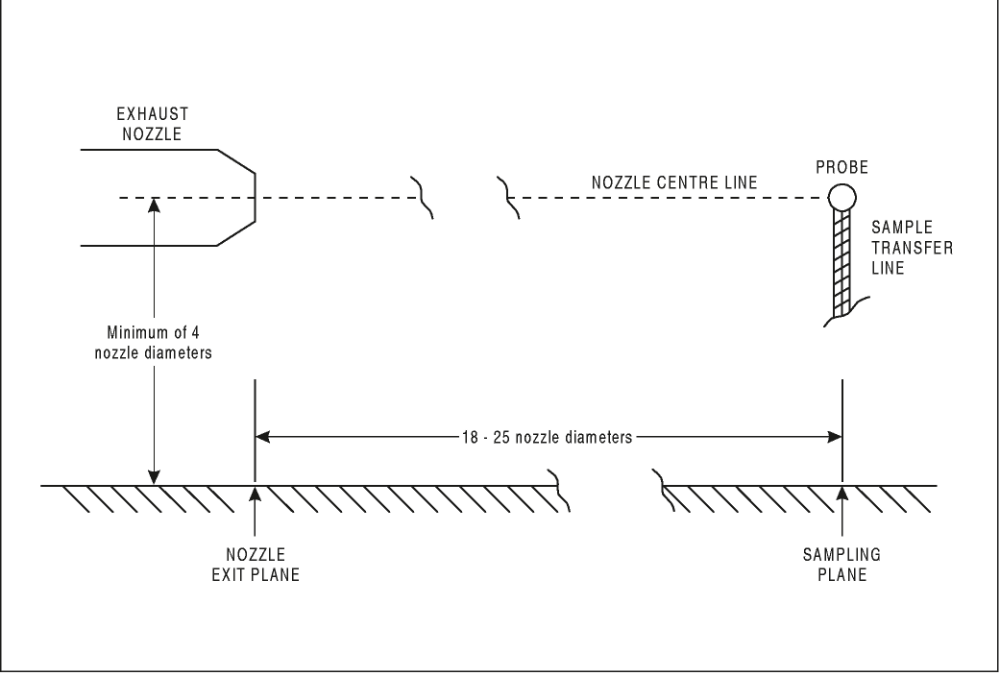 EXHAUST
NOZZLE
PROBE
NOZZLE CENTRE LINE
SAMPLE
TRANSFER
LINE
Minimum of 4
nozzle diameters
18 - 25 nozzle diameters
NOZZLE
EXIT PLANE
SAMPLING
PLANE